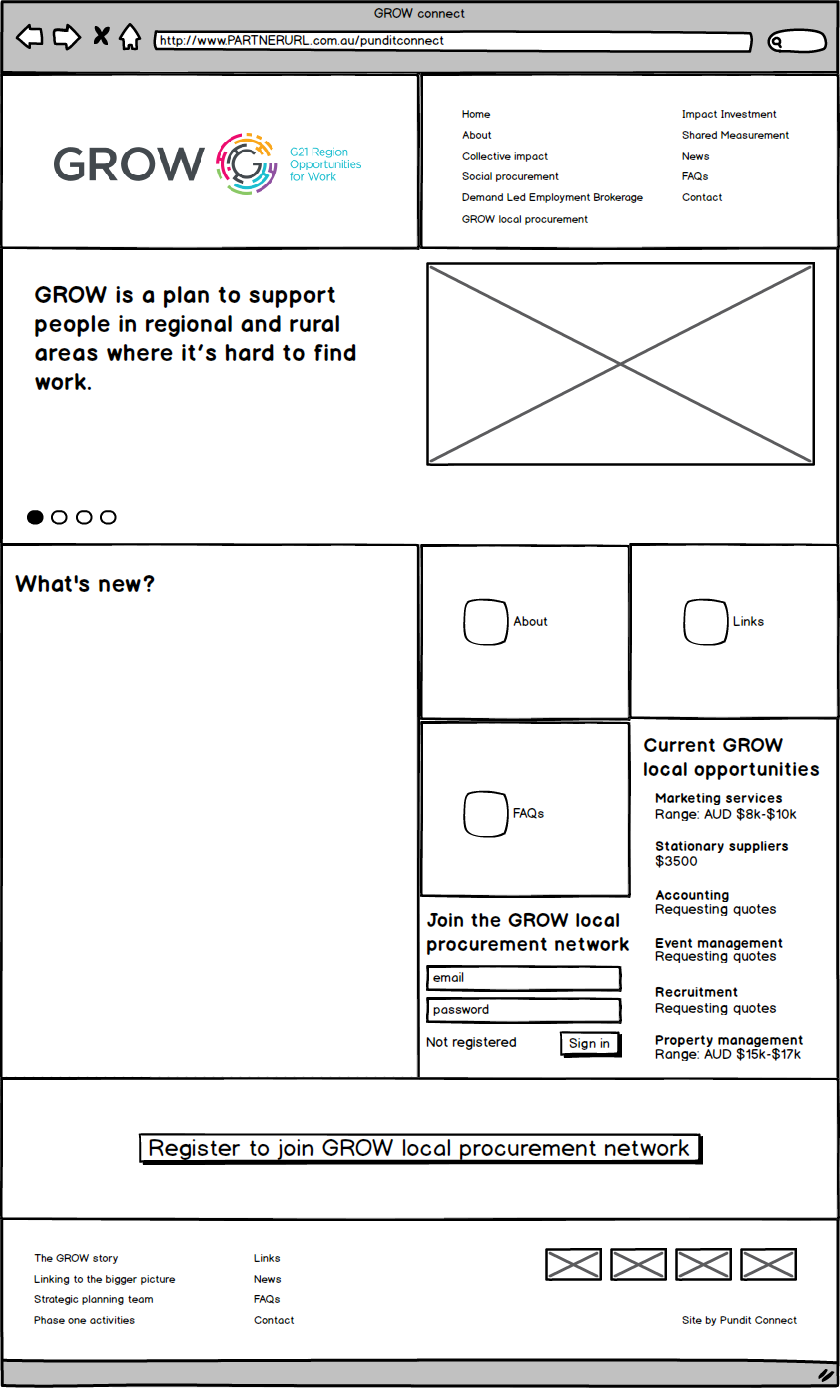 GROW connect
http://www.PARTNERURL.com.au/punditconnect
GROW
G21 Region
Opportunities
for Work
Home
About
Collective impact
Social procurement
Demand Led Employment Brokerage
GROW local procurement
Impact Investment
Shared Measurement
News
FAQs
Contact
GROW is a plan to support
people in regional and rural
areas where it’s hard to find
work.
What's new?
About
Links
FAQs
Join the GROW local
procurement network
email
password
Not registered
Sign in
Current GROW
local opportunities
Marketing services
Range: AUD $8k-$10k
Stationary suppliers
$3500
Accounting
Requesting quotes
Event management
Requesting quotes
Recruitment
Requesting quotes
Property management
Range: AUD $15k-$17k
Register to join GROW local procurement network
The GROW story
Linking to the bigger picture
Strategic planning team
Phase one activities
Links
News
FAQs
Contact
Site by Pundit Connect